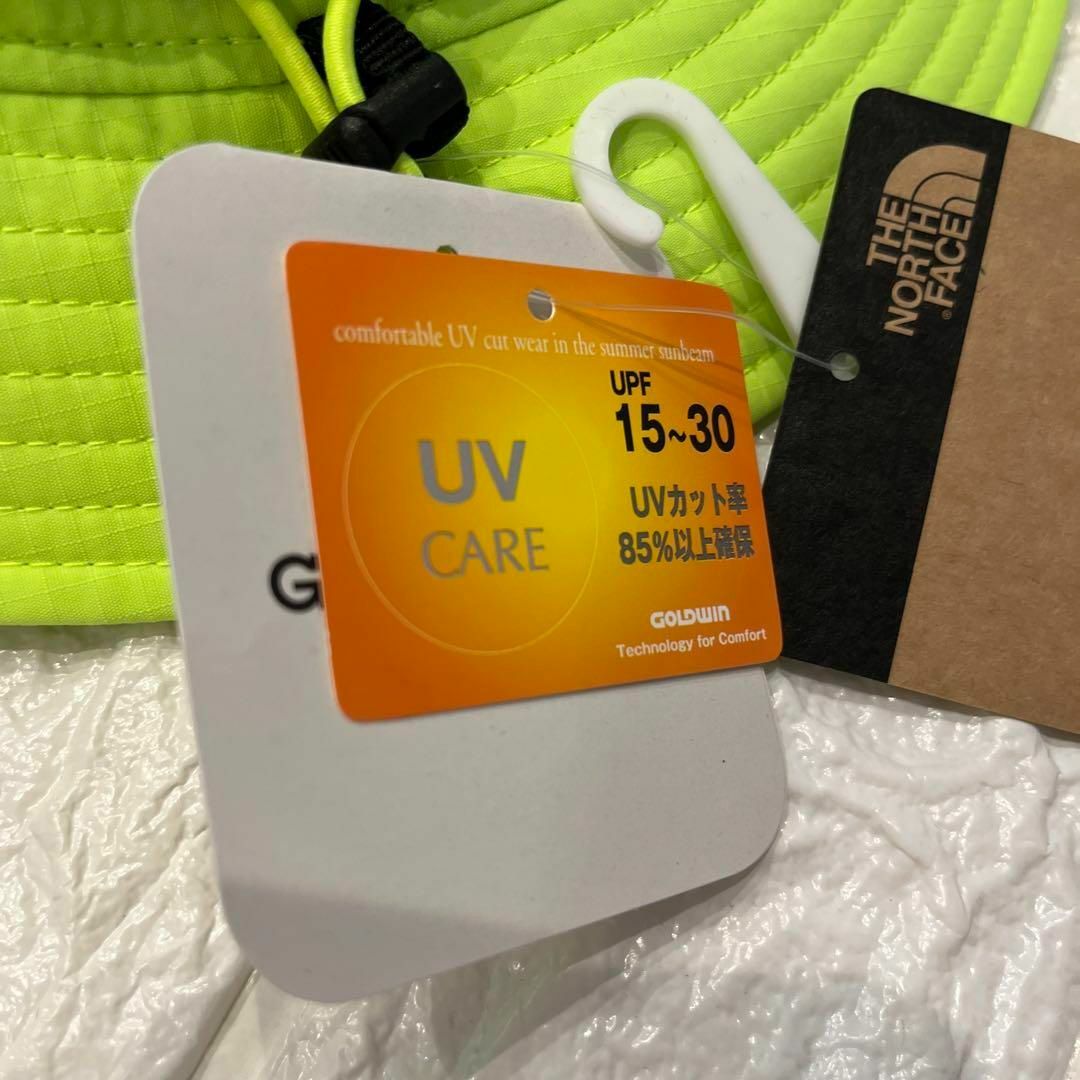 comfortable UV cut wear in the summer sunbeam
UV
CARE
UPF
15~30
UVカット率
85%以上確保
GOLDWIN
Technology for Comfort
G
THE
NORTH
FACE®